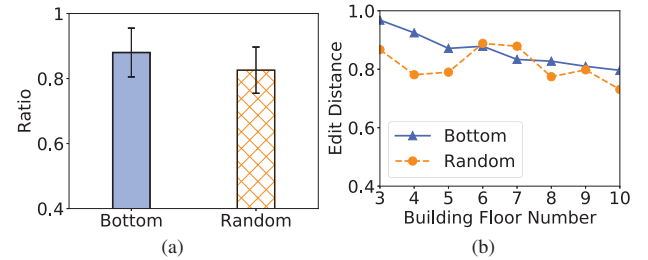 1
0.8
0.6
0.4
Ratio
Bottom Random
(a)
1.0
0.8
0.6
0.4
Edit Distance
Bottom
Random
3 4 5 6 7 8 9 10
Building Floor Number
(b)